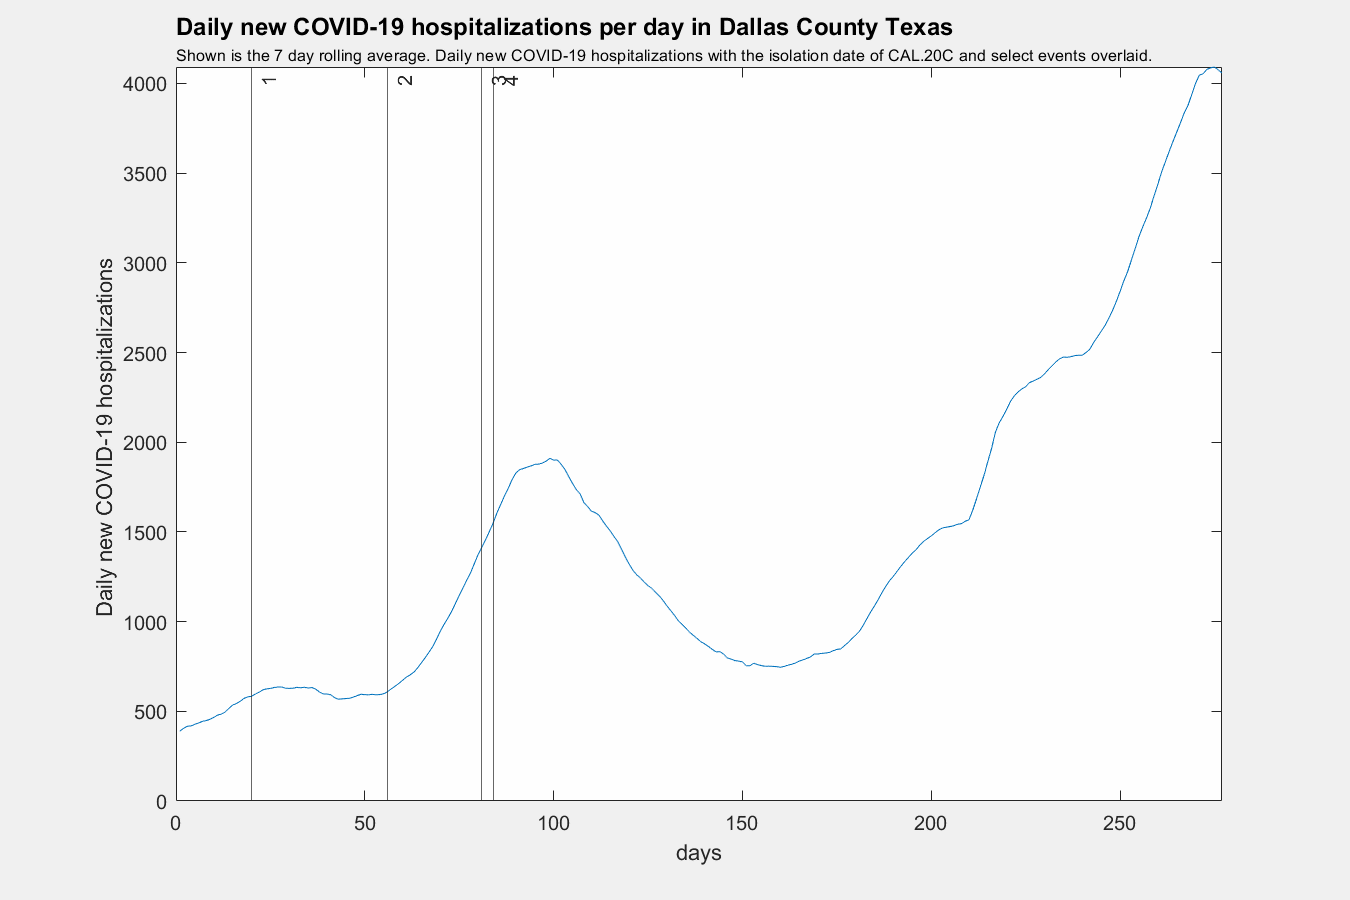 Daily new COVID-19 hospitalizations per day in Dallas County Texas
Shown is the 7 day rolling average. Daily new COVID-19 hospitalizations with the isolation date of CAL.20C and select events overlaid.
1
2
3
4
4000
3500
3000
2500
2000
1500
1000
500
0
Daily new COVID-19 hospitalizations
0 50 100 150 200 250
days